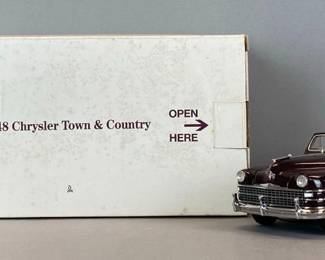 48 Chrysler Town & Country
OPEN
HERE